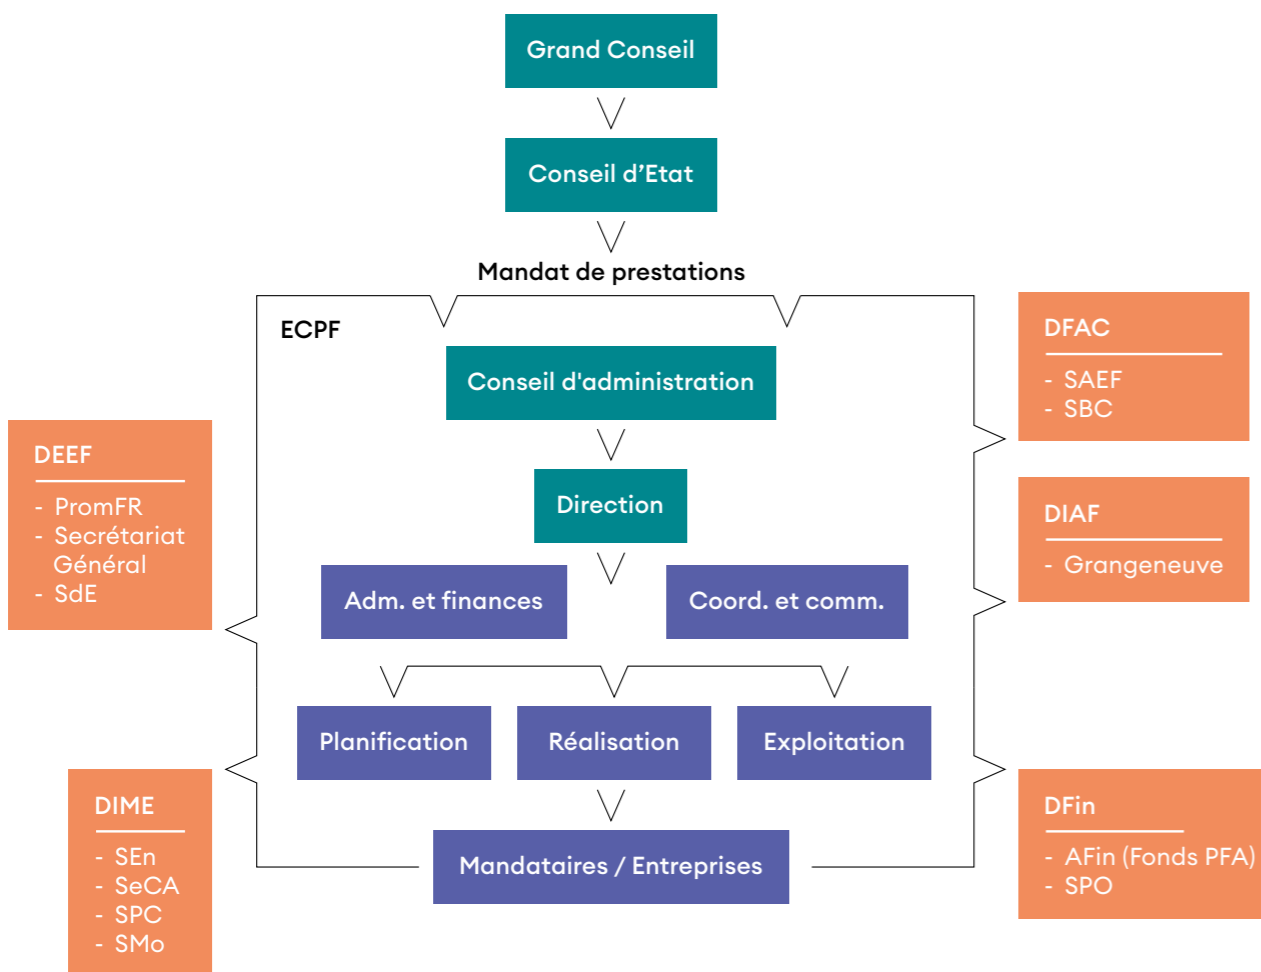 Grand Conseil
Conseil d’Etat
Mandat de prestations
ECPF
Conseil d'administration
Direction
Adm. et finances
Coord. et comm.
Planification
Réalisation
Exploitation
Mandataires / Entreprises
DEEF
- PromFR
- Secrétariat
Général
- SdE
DIME
- SEn
- SeCA
- SPC
- SMo
DFAC
- SAEF
- SBC
DIAF
- Grangeneuve
DFin
- AFin (Fonds PFA)
- SPO